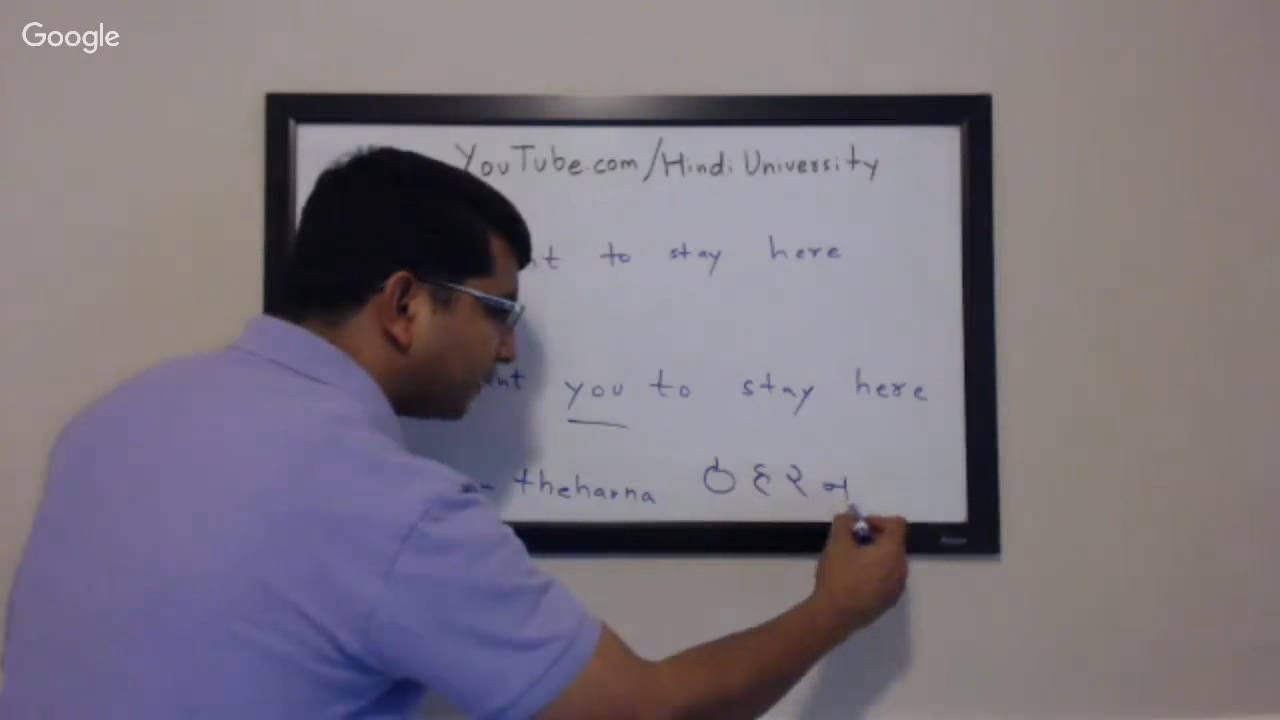 Google
YouTube.com/Hindi University
to stay here
you to stay here
theharna ठहरन